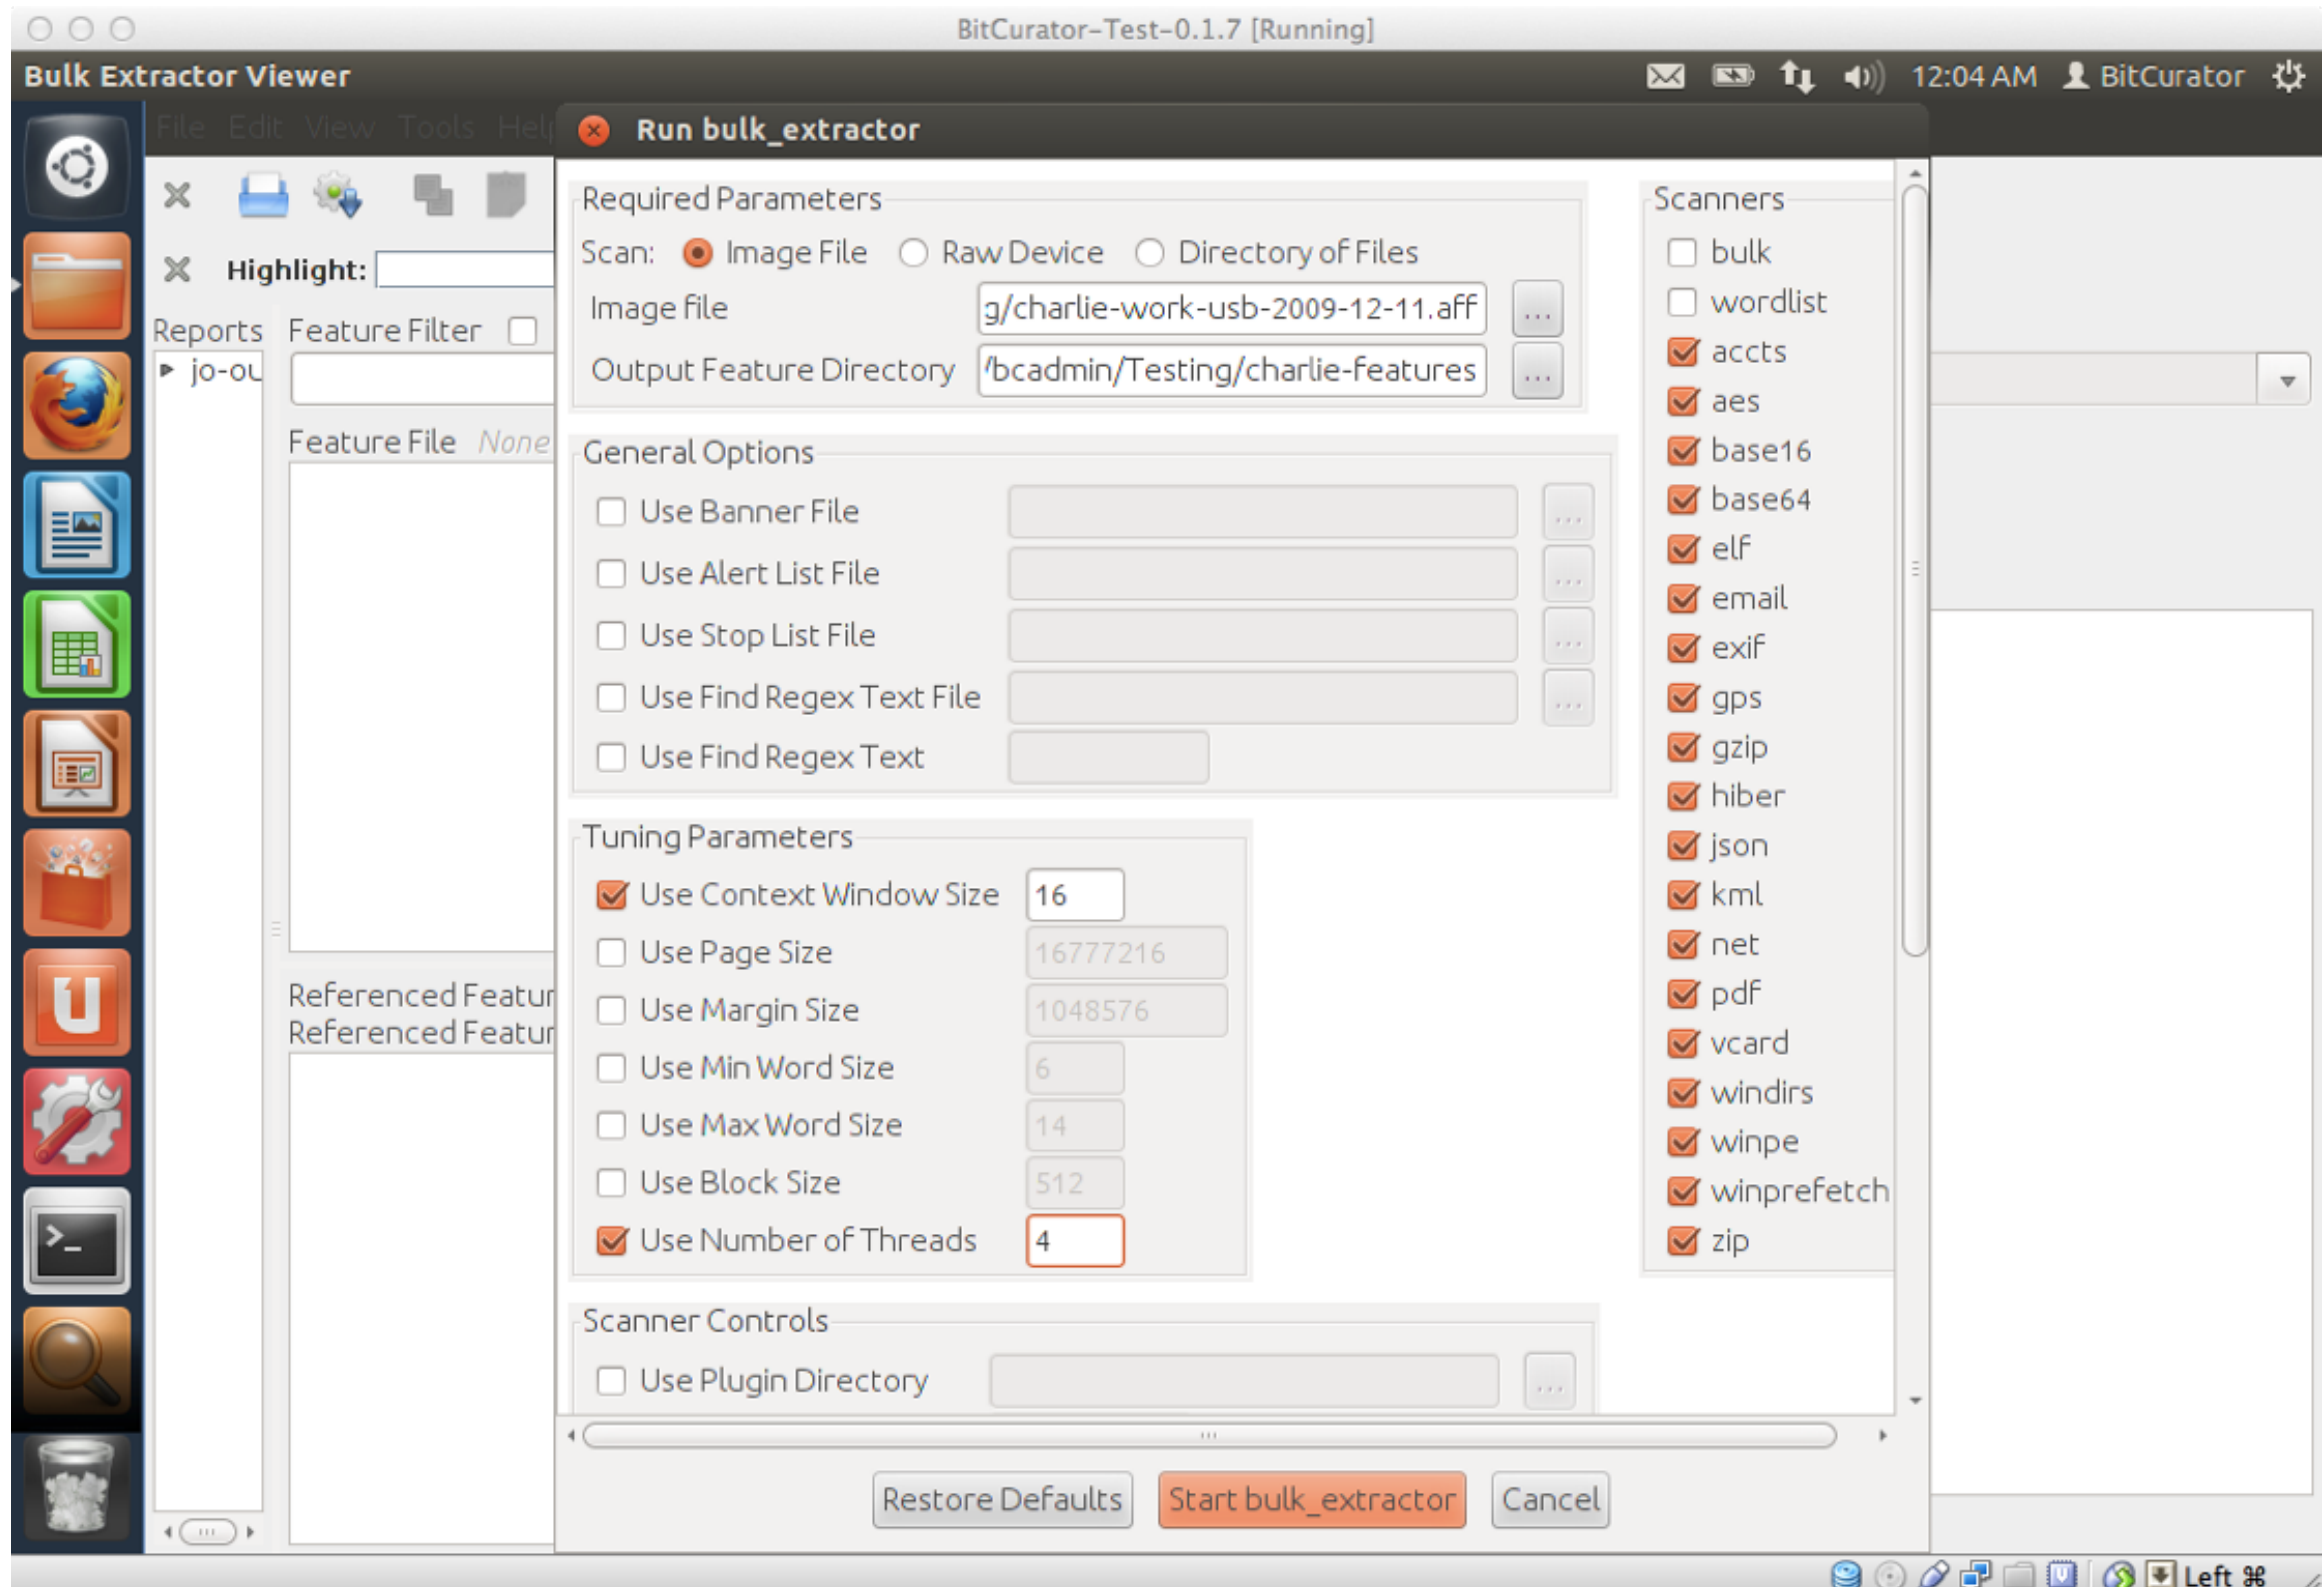 BitCurator-Test-0.1.7 [Running]
Bulk Extractor Viewer
12:04 AM BitCurator
File Edit View Tools Help
Run bulk_extractor
Highlight:
Reports
jo-ou
Feature Filter
Feature File None
Referenced Featur
Referenced Featur
Required Parameters
Scan: Image File Raw Device Directory of Files
Image file g/charlie-work-usb-2009-12-11.aff ...
Output Feature Directory /bcadmin/Testing/charlie-features ...
General Options
Use Banner File ...
Use Alert List File ...
Use Stop List File ...
Use Find Regex Text File ...
Use Find Regex Text
Tuning Parameters
Use Context Window Size 16
Use Page Size 16777216
Use Margin Size 1048576
Use Min Word Size 6
Use Max Word Size 14
Use Block Size 512
Use Number of Threads 4
Scanner Controls
Use Plugin Directory ...
Scanners
bulk
wordlist
accts
aes
base16
base64
elf
email
exif
gps
gzip
hiber
json
kml
net
pdf
vcard
windirs
winpe
winprefetch
zip
Restore Defaults Start bulk_extractor Cancel
Left ⌘